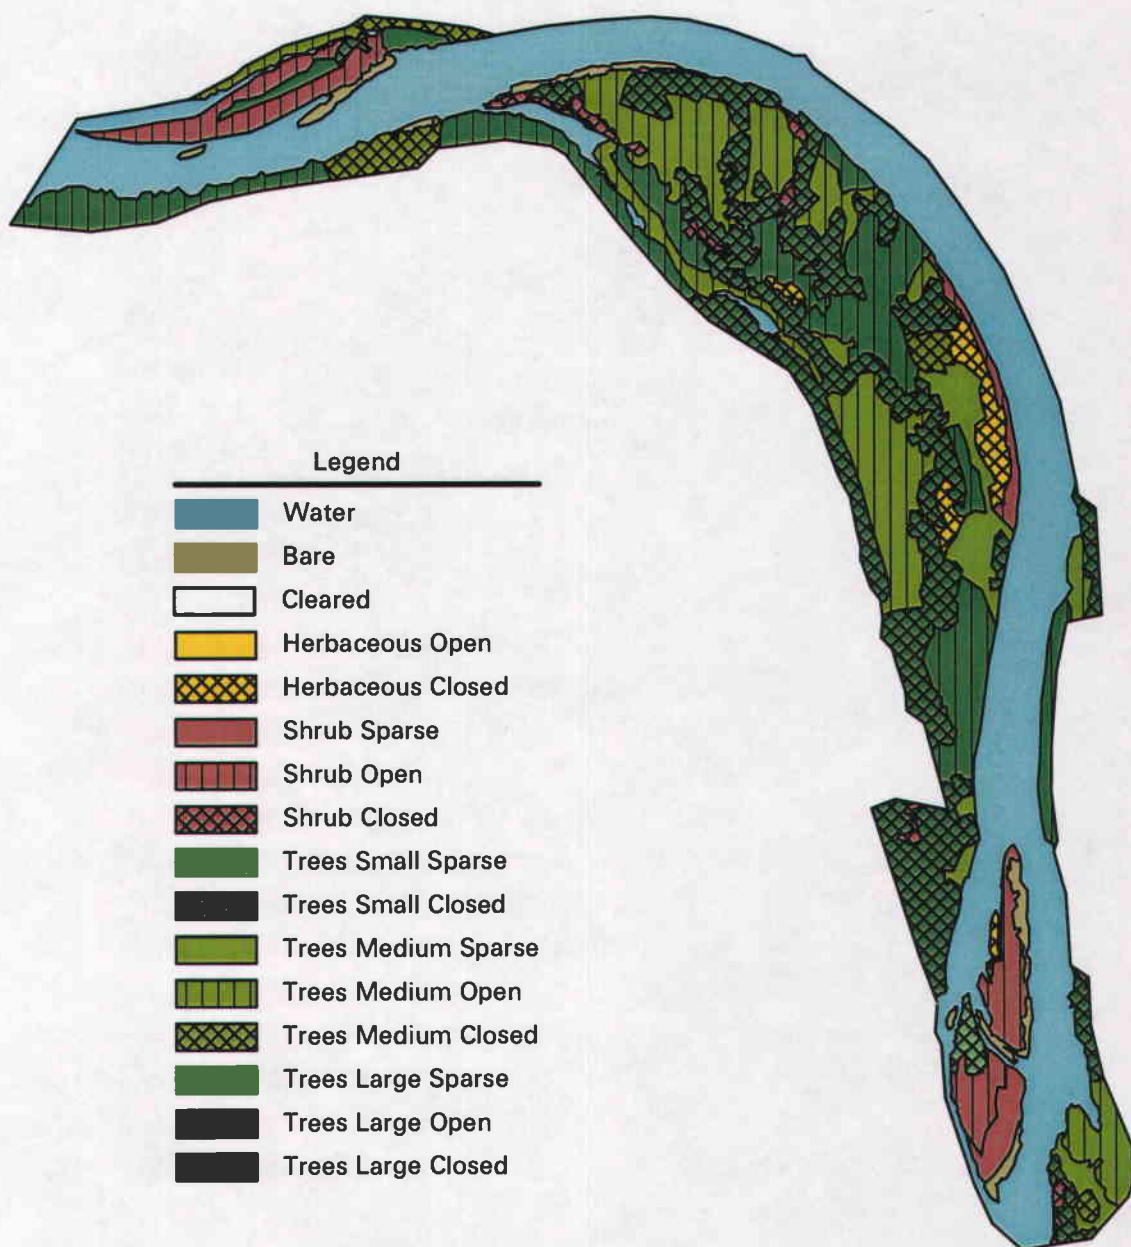 Legend
Water
Bare
Cleared
Herbaceous Open
Herbaceous Closed
Shrub Sparse
Shrub Open
Shrub Closed
Trees Small Sparse
Trees Small Closed
Trees Medium Sparse
Trees Medium Open
Trees Medium Closed
Trees Large Sparse
Trees Large Open
Trees Large Closed